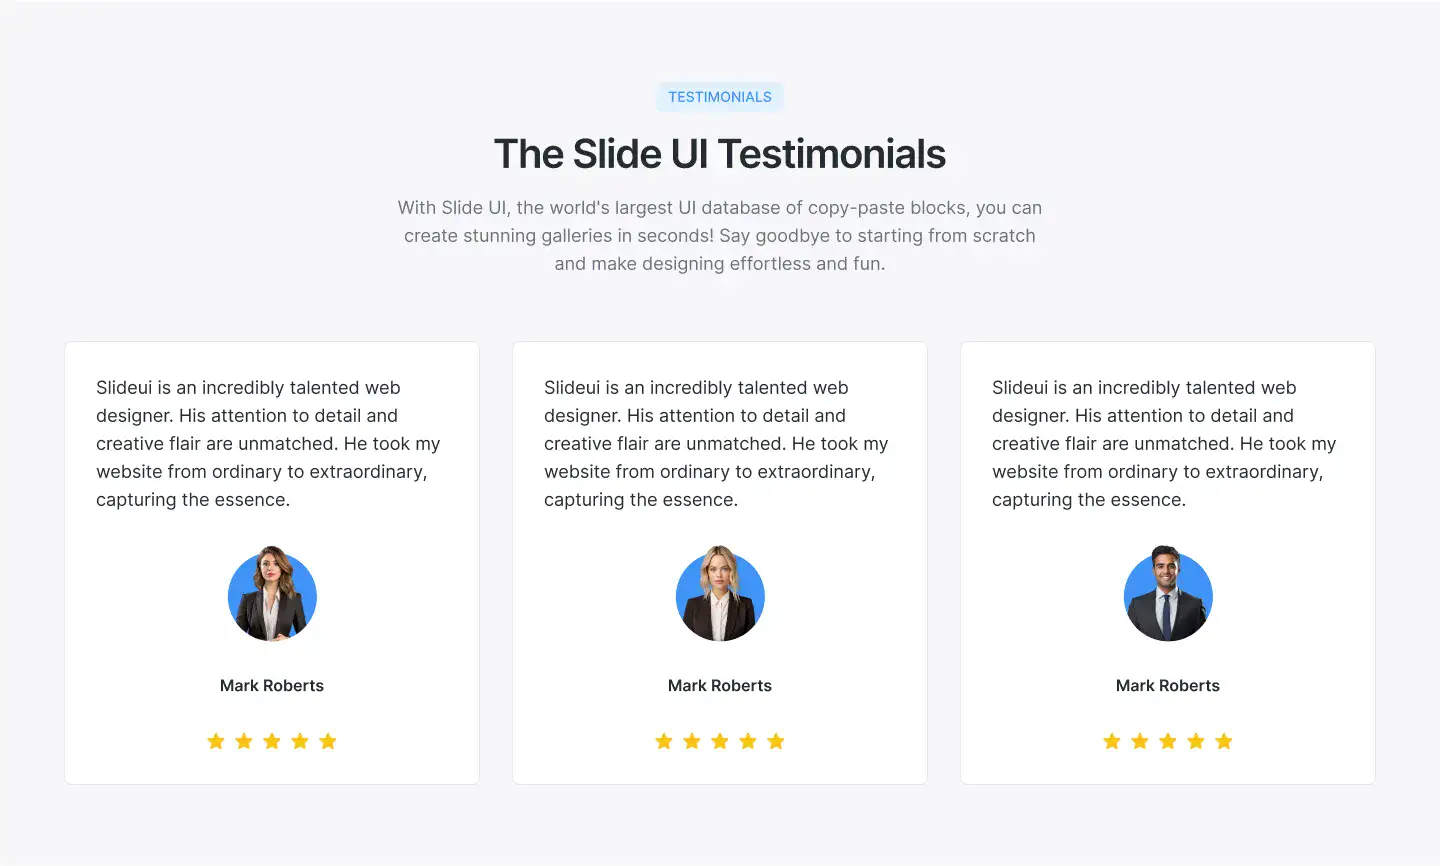 TESTIMONIALS
The Slide UI Testimonials
With Slide UI, the world's largest UI database of copy-paste blocks, you can
create stunning galleries in seconds! Say goodbye to starting from scratch
and make designing effortless and fun.
Slideui is an incredibly talented web
designer. His attention to detail and
creative flair are unmatched. He took my
website from ordinary to extraordinary,
capturing the essence.
Mark Roberts
Slideui is an incredibly talented web
designer. His attention to detail and
creative flair are unmatched. He took my
website from ordinary to extraordinary,
capturing the essence.
Mark Roberts
Slideui is an incredibly talented web
designer. His attention to detail and
creative flair are unmatched. He took my
website from ordinary to extraordinary,
capturing the essence.
Mark Roberts